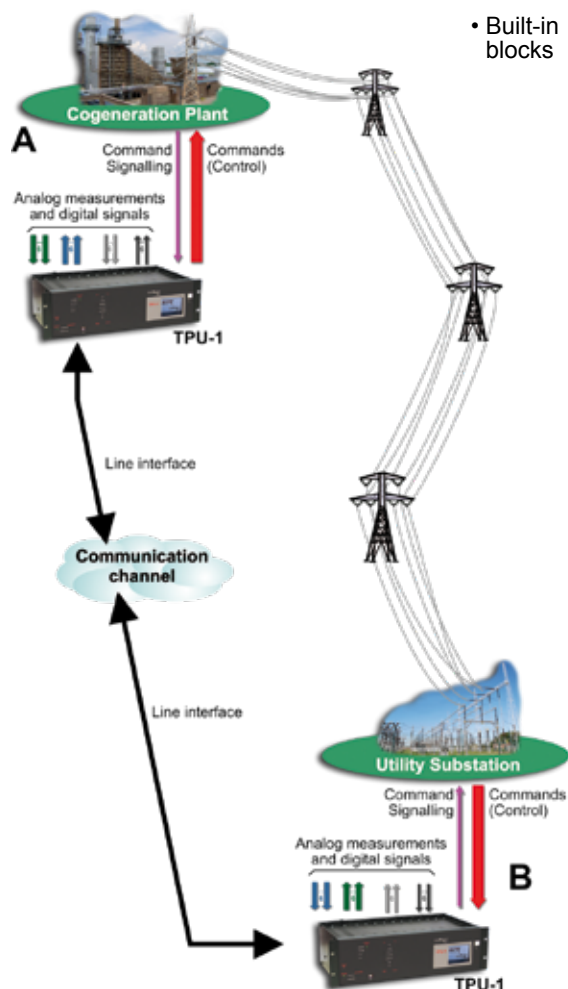 • Built-in
blocks
Cogeneration Plant
A
Command
Signalling
Commands
(Control)
Analog measurements
and digital signals
TPU-1
Line interface
Communication
channel
Line interface
Utility Substation
Command
Signalling
Commands
(Control)
Analog measurements
and digital signals
B
TPU-1